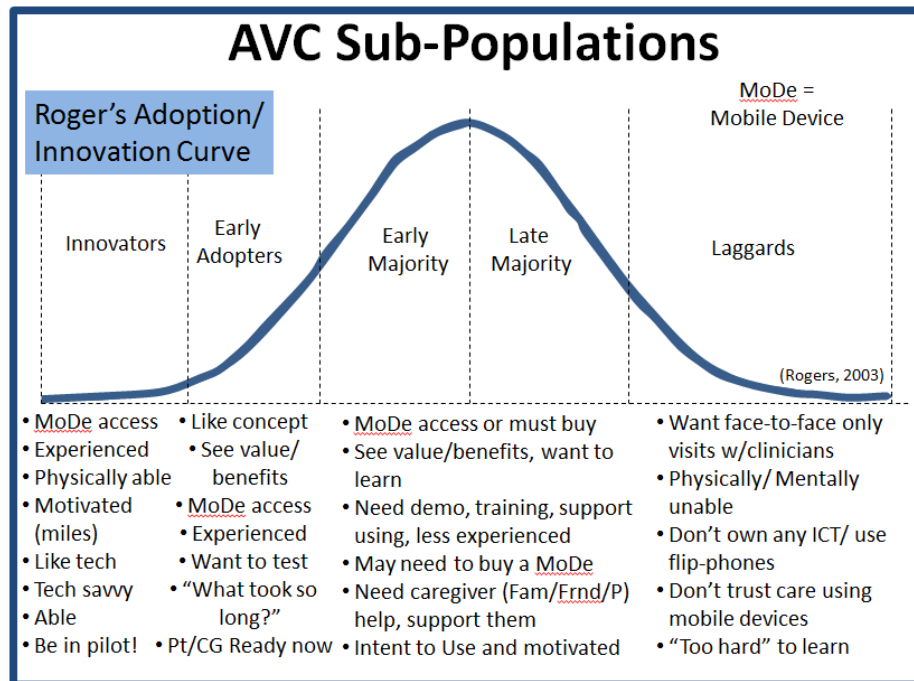 AVC Sub-Populations
Roger's Adoption/
Innovation Curve
MoDe =
Mobile Device
Innovators
Early
Adopters
Early
Majority
Late
Majority
Laggards
(Rogers, 2003)
• MoDe access
• Experienced
• Physically able
• Motivated
(miles)
• Like tech
• Tech savvy
• Able
• Be in pilot!
• Like concept
• See value/
benefits
• MoDe access
• Experienced
• Want to test
• “What took so
long?”
• Pt/CG Ready now
• MoDe access or must buy
• See value/benefits, want to
learn
• Need demo, training, support
using, less experienced
• May need to buy a MoDe
• Need caregiver (Fam/Frnd/P)
help, support them
• Intent to Use and motivated
• Want face-to-face only
visits w/clinicians
• Physically/ Mentally
unable
• Don’t own any ICT/ use
flip-phones
• Don’t trust care using
mobile devices
• “Too hard” to learn